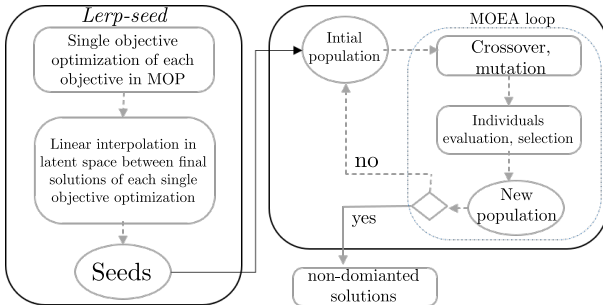 Lerp-seed
Single objective
optimization of each
objective in MOP
Linear interpolation in
latent space between final
solutions of each single
objective optimization
Seeds
MOEA loop
Intial
population
Crossover,
mutation
Individuals
evaluation, selection
New
population
no
yes
non-domianted
solutions